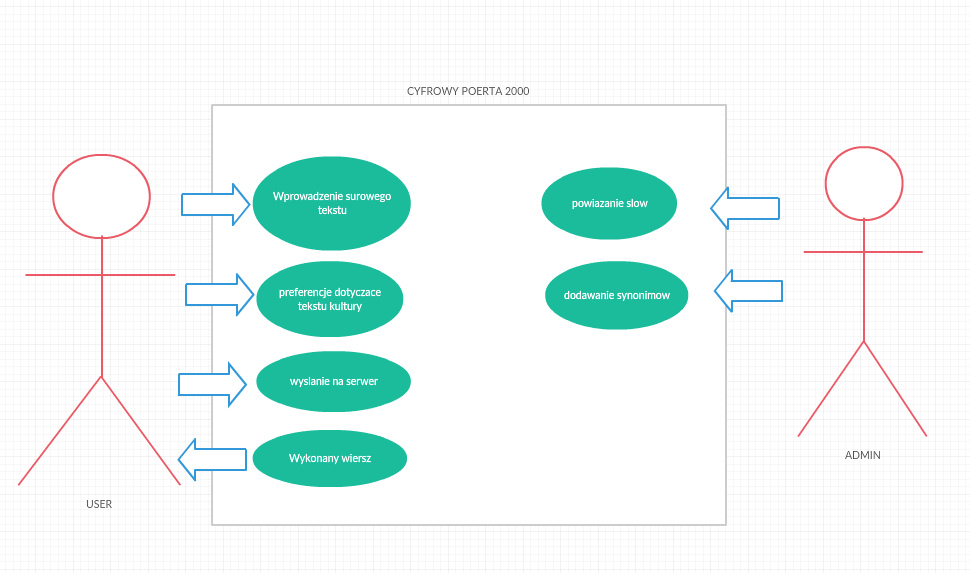 CYFROWY POERTA 2000
Wprowadzenie surowego
tekstu
preferencje dotyczace
tekstu kultury
wyslanie na serwer
Wykonany wiersz
powiazanie slow
dodawanie synonimow
USER
ADMIN